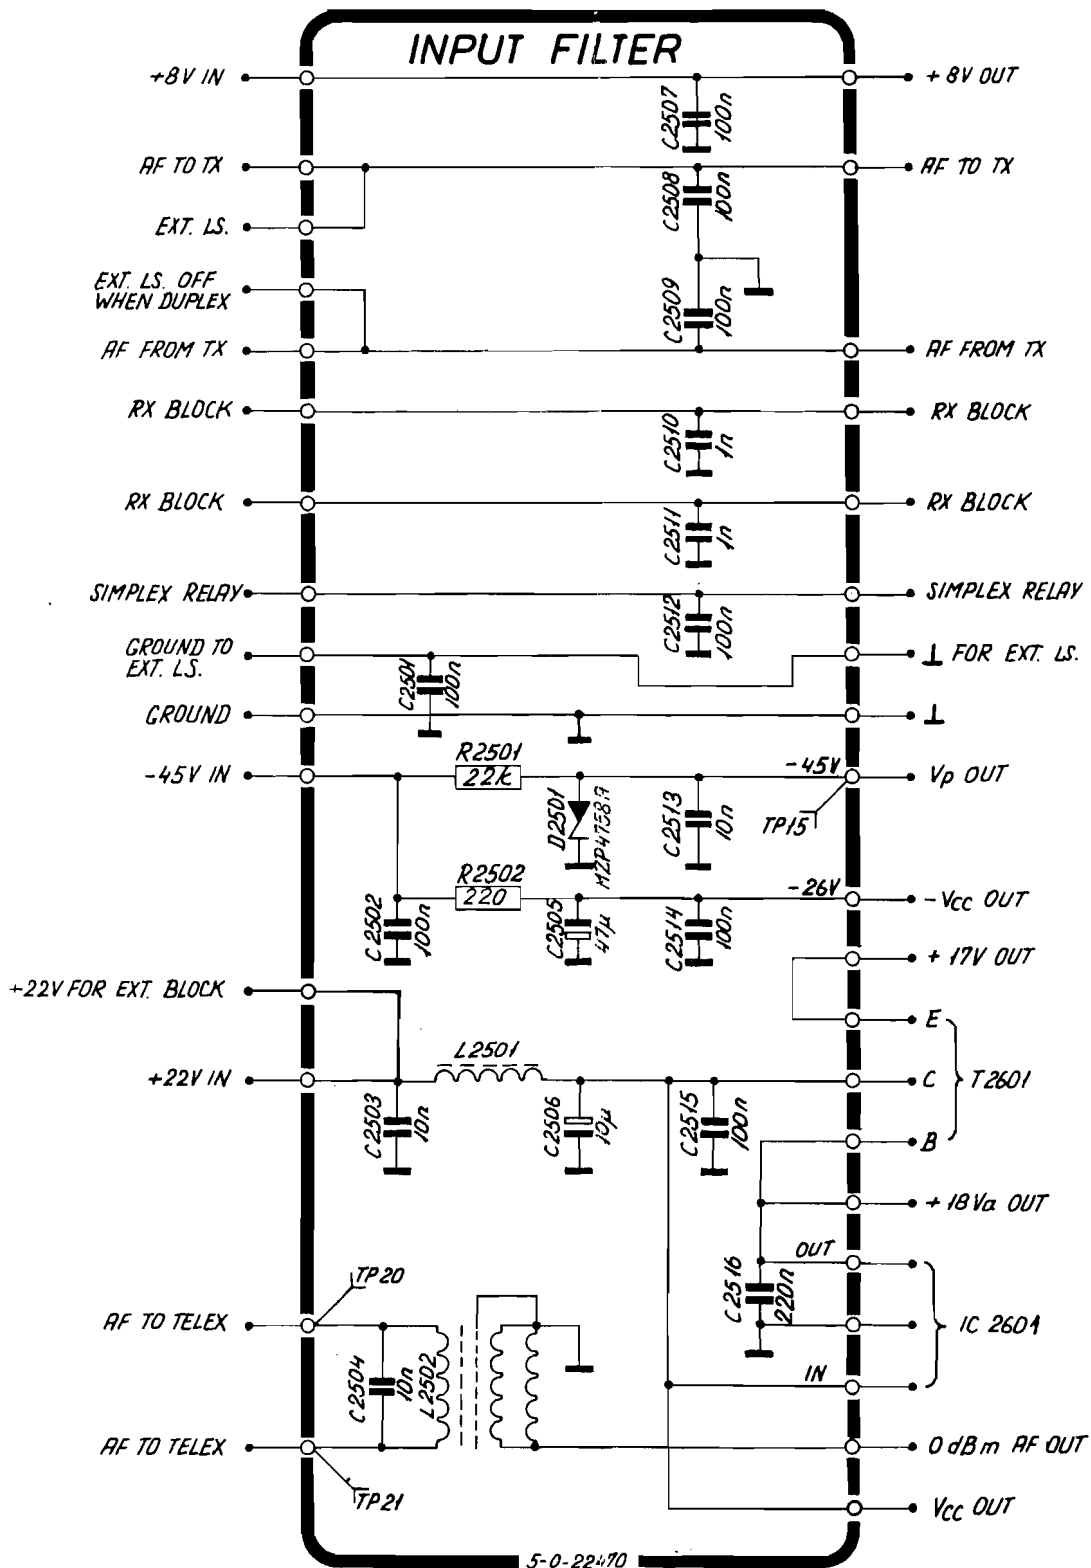 INPUT FILTER
+8V IN
+8V OUT
C2507
100n
AF TO TX
AF TO TX
C2508
100n
EXT. LS.
EXT. LS. OFF
WHEN DUPLEX
C2509
100n
AF FROM TX
AF FROM TX
RX BLOCK
RX BLOCK
C2510
1n
RX BLOCK
RX BLOCK
C2511
1n
SIMPLEX RELAY
SIMPLEX RELAY
C2512
100n
GROUND TO
EXT. LS.
⊥ FOR EXT. LS.
C2501
100n
GROUND
⊥
R2501
22k
-45V IN
-45V
Vp OUT
TP15
D2501
MZP4758A
C2513
10n
R2502
220
-26V
-Vcc OUT
C2502
100n
C2505
47µ
C2514
100n
+17V OUT
+22V FOR EXT. BLOCK
E
L2501
+22V IN
C
T2601
C2503
10n
C2506
10µ
C2515
100n
B
+18Va OUT
OUT
C2516
220n
TP20
AF TO TELEX
IC 2601
C2504
10n
L2502
IN
AF TO TELEX
0 dBm AF OUT
TP21
Vcc OUT
5-0-22470